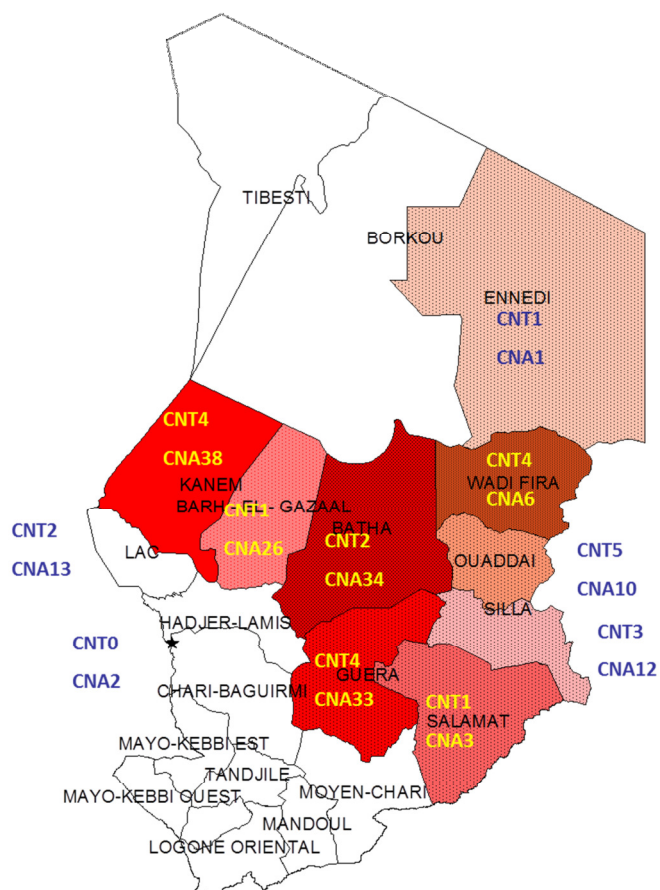 TIBESTI
BORKOU
ENNEDI
CNT1
CNA1
CNT4
CNA38
KANEM
BARH - EL - GAZAAL
CNT1
CNA26
CNT4
WADI FIRA
CNA6
BATHA
CNT2
CNA34
CNT2
CNA13
LAC
OUADDAI
CNT5
CNA10
SILLA
CNT3
CNA12
HADJER-LAMIS
CNT0
CNA2
CNT4
GUERA
CNA33
CHARI-BAGUIRMI
CNT1
SALAMAT
CNA3
MAYO-KEBBI EST
TANDJILE
MAYO-KEBBI OUEST
MOYEN-CHARI
MANDOUL
LOGONE ORIENTAL